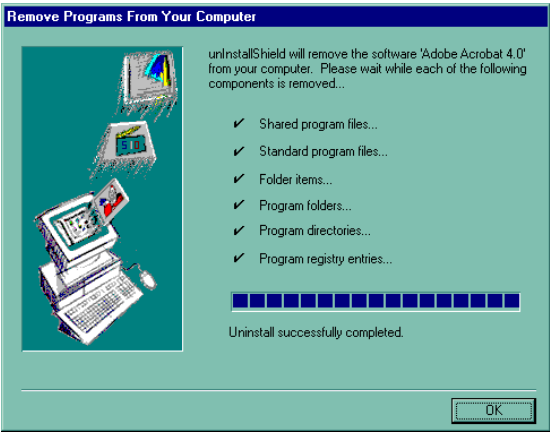 Remove Programs From Your Computer
unInstallShield will remove the software 'Adobe Acrobat 4.0'
from your computer. Please wait while each of the following
components is removed...
✔ Shared program files...
✔ Standard program files...
✔ Folder items...
✔ Program folders...
✔ Program directories...
✔ Program registry entries...
Uninstall successfully completed.
OK